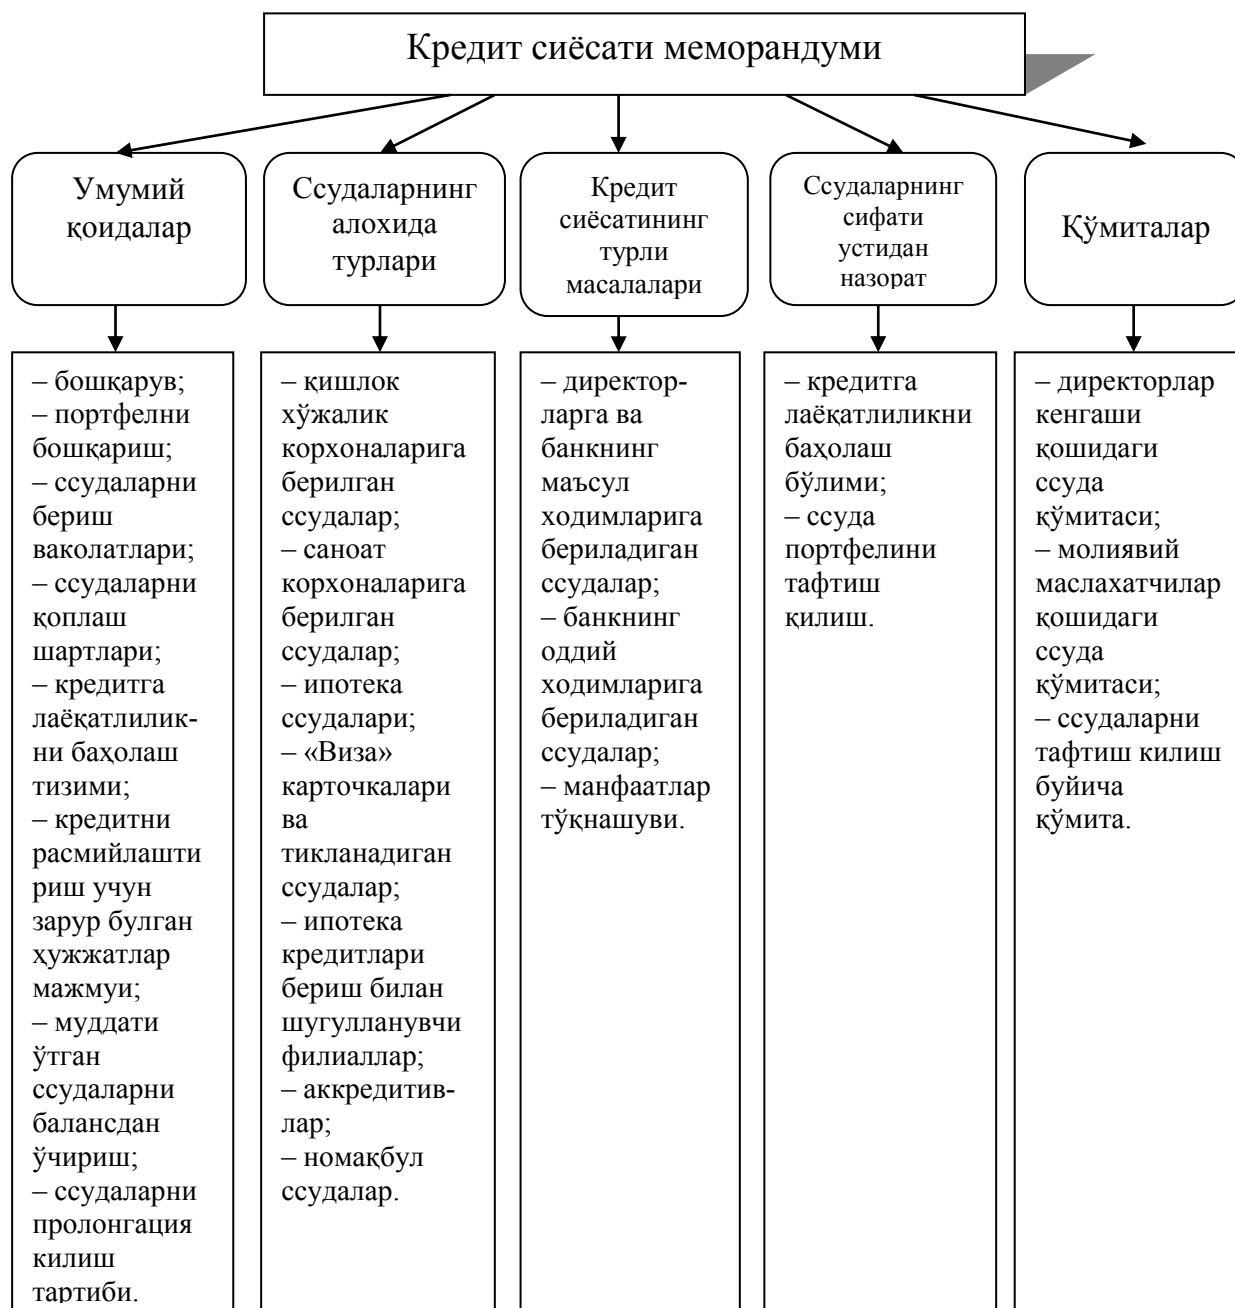 Кредит сиёсати меморандуми
Умумий
қоидалар
Ссудаларнинг
алохида
турлари
Кредит
сиёсатининг
турли
масалалари
Ссудаларнинг
сифати
устидан
назорат
Қўмиталар
– бошқарув;
– портфелни
бошқариш;
– ссудаларни
бериш
ваколатлари;
– ссудаларни
қоплаш
шартлари;
– кредитга
лаёқатлилик-
ни баҳолаш
тизими;
– кредитни
расмийлашти
риш учун
зарур булган
ҳужжатлар
мажмуи;
– муддати
ўтган
ссудаларни
балансдан
ўчириш;
– ссудаларни
пролонгация
килиш
тартиби.
– қишлок
хўжалик
корхоналарига
берилган
ссудалар;
– саноат
корхоналарига
берилган
ссудалар;
– ипотека
ссудалари;
– «Виза»
карточкалари
ва
тикланадиган
ссудалар;
– ипотека
кредитлари
бериш билан
шугулланувчи
филиаллар;
– аккредитив-
лар;
– номақбул
ссудалар.
– директор-
ларга ва
банкнинг
маъсул
ходимларига
бериладиган
ссудалар;
– банкнинг
оддий
ходимларига
бериладиган
ссудалар;
– манфаатлар
тўқнашуви.
– кредитга
лаёқатлиликни
баҳолаш
бўлими;
– ссуда
портфелини
тафтиш
қилиш.
– директорлар
кенгаши
қошидаги
ссуда
қўмитаси;
– молиявий
маслахатчилар
қошидаги
ссуда
қўмитаси;
– ссудаларни
тафтиш килиш
буйича
қўмита.